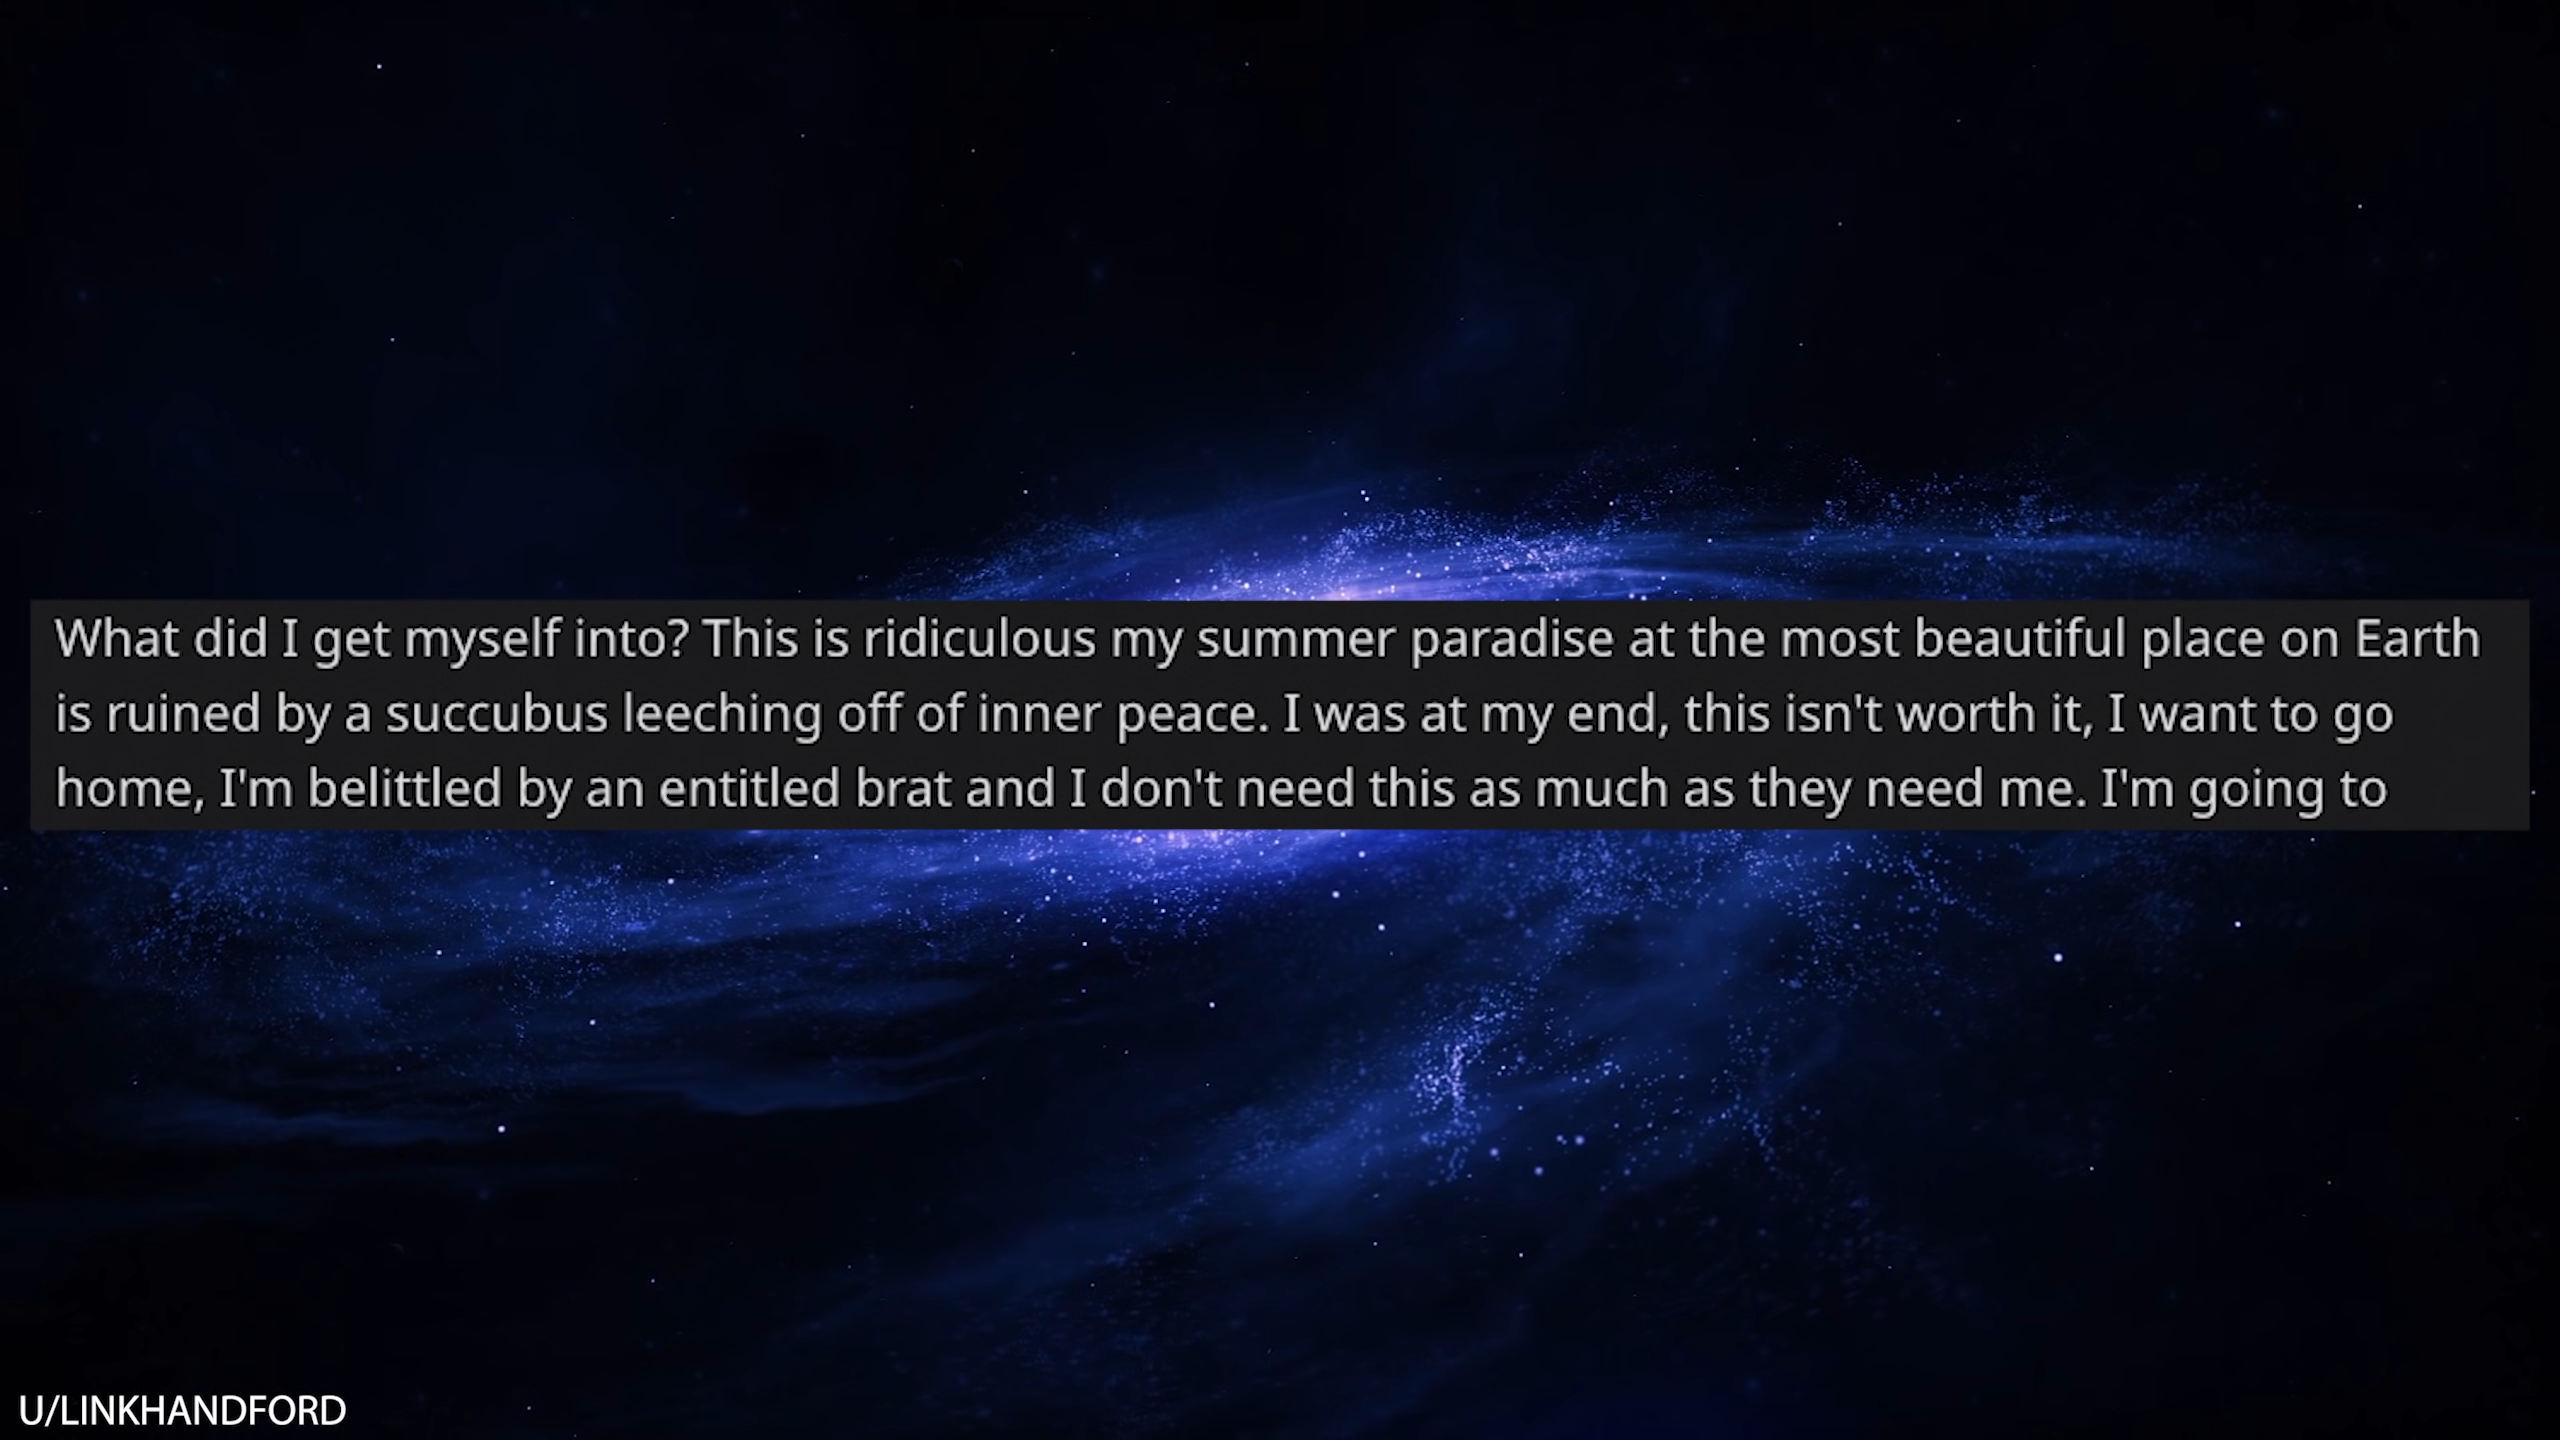 What did I get myself into? This is ridiculous my summer paradise at the most beautiful place on Earth
is ruined by a succubus leeching off of inner peace. I was at my end, this isn't worth it, I want to go
home, I'm belittled by an entitled brat and I don't need this as much as they need me. I'm going to
U/LINKHANDFORD